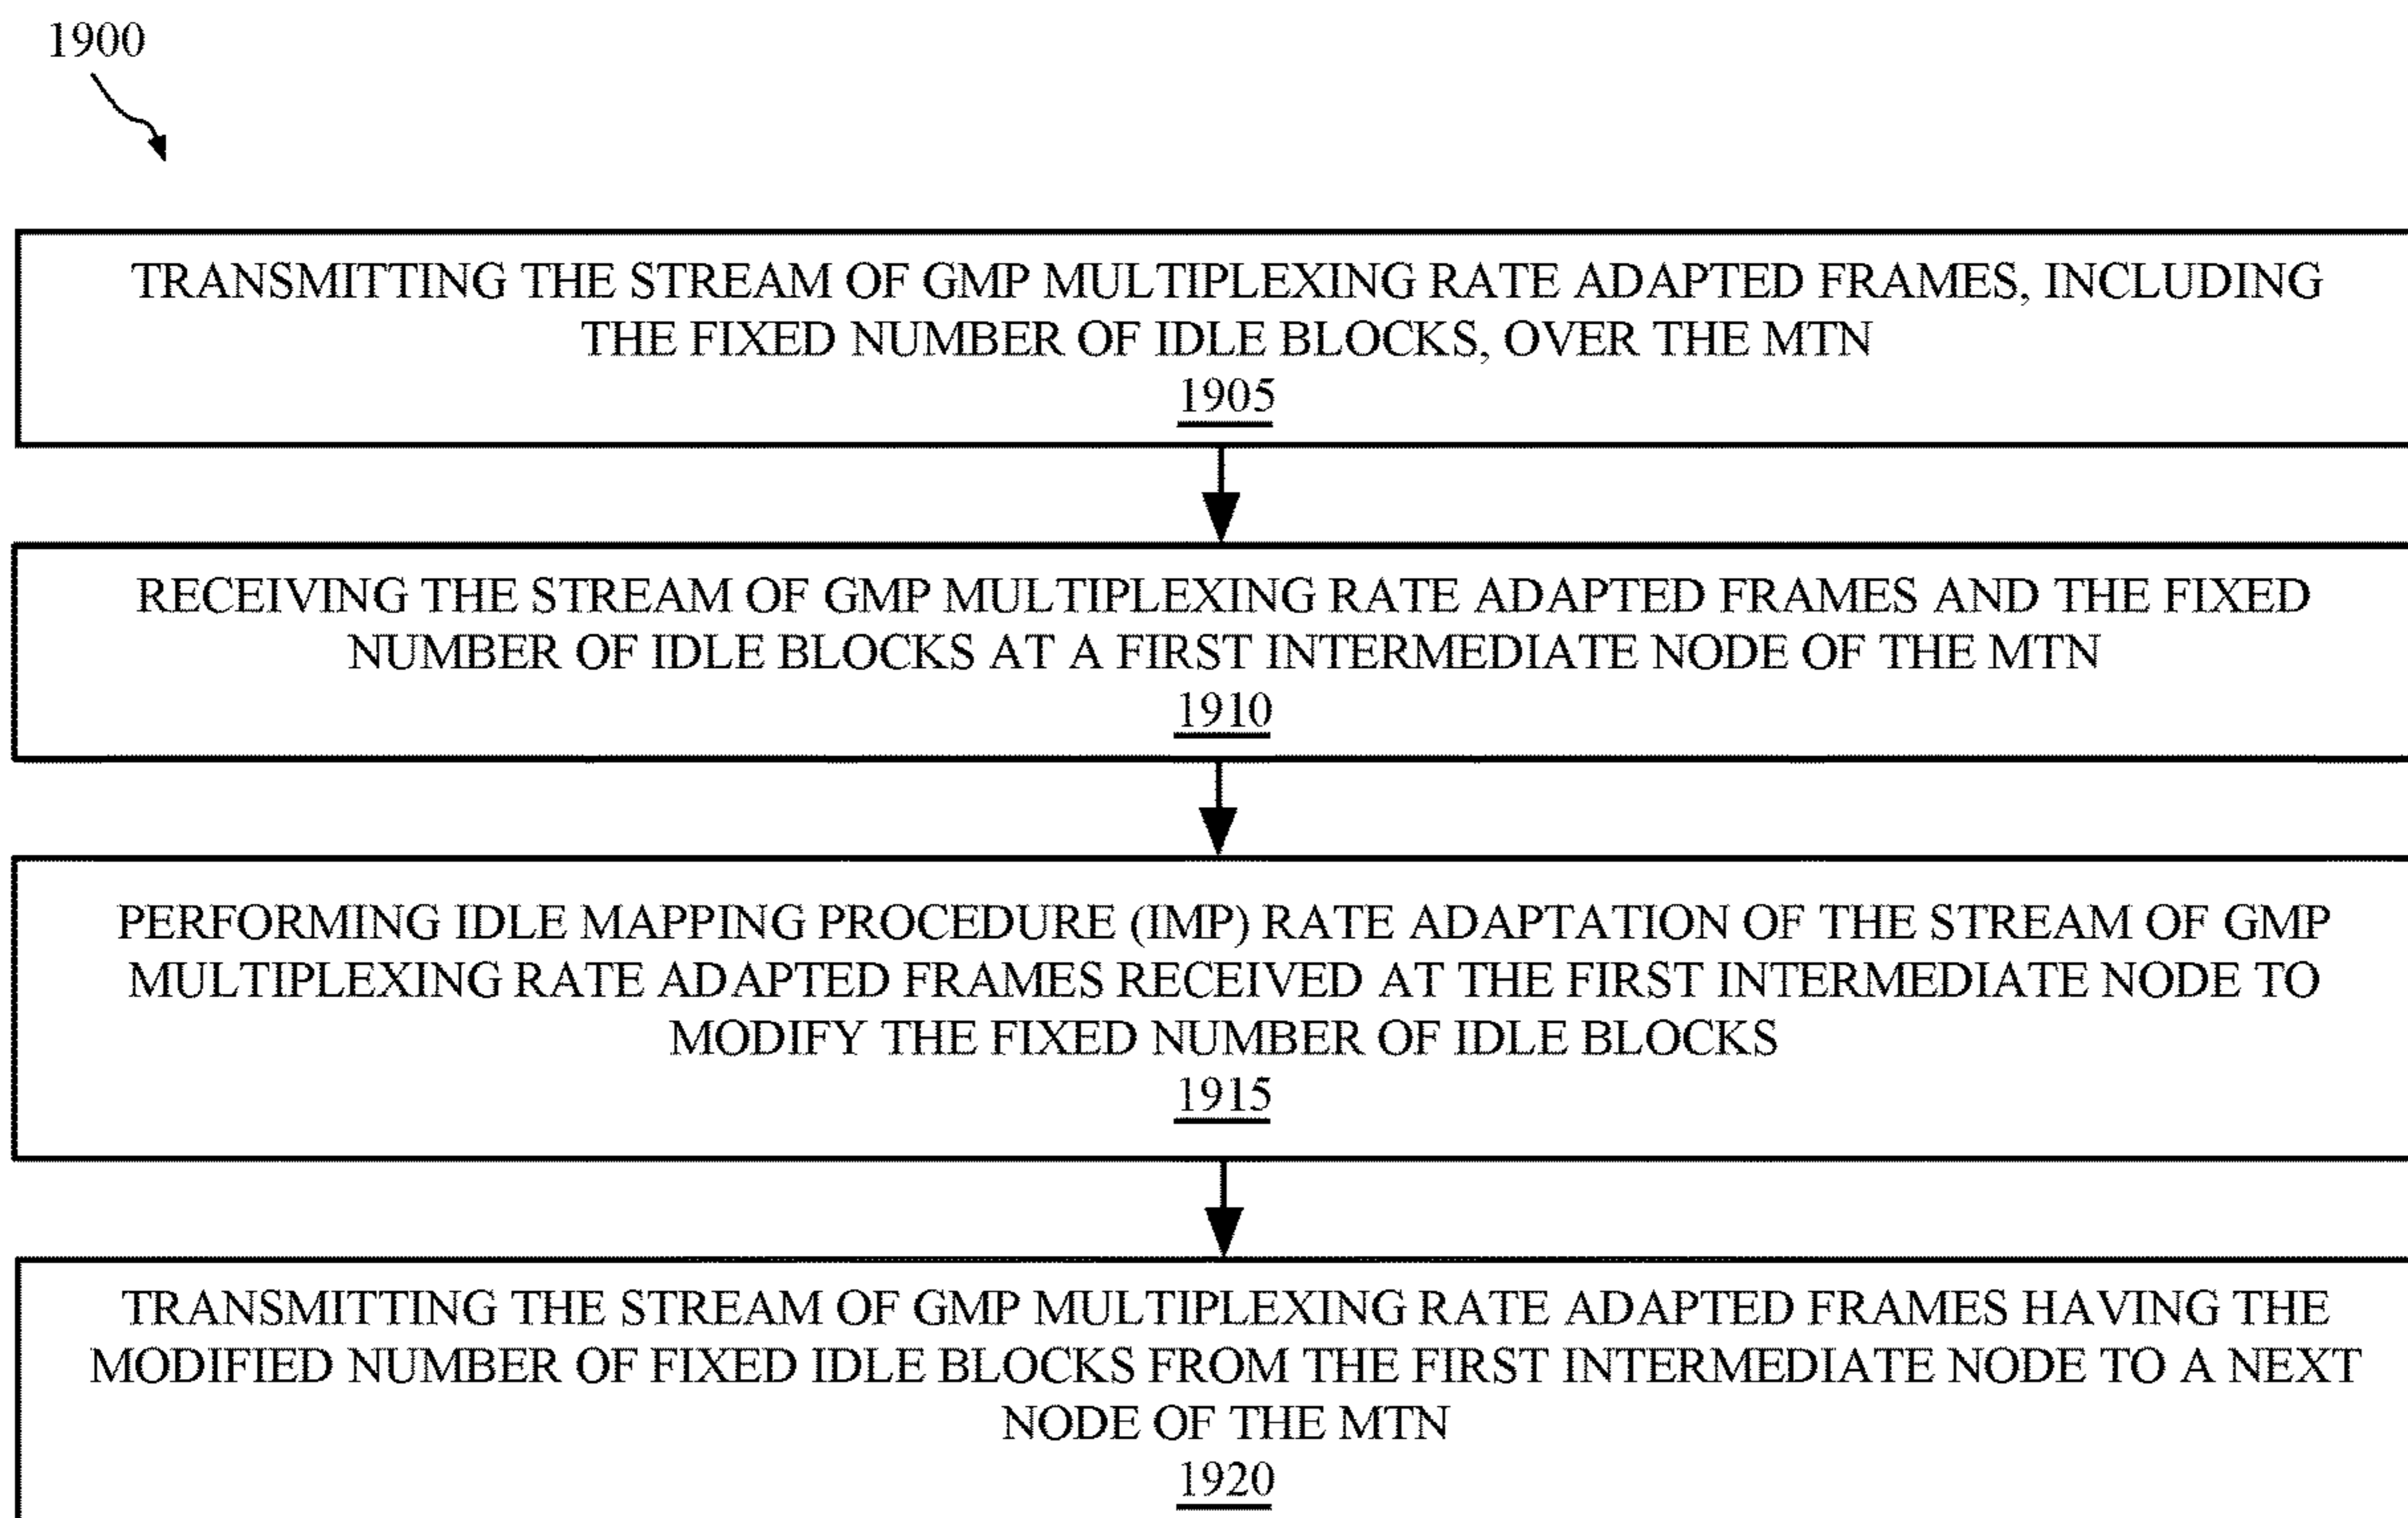 1900
TRANSMITTING THE STREAM OF GMP MULTIPLEXING RATE ADAPTED FRAMES, INCLUDING
THE FIXED NUMBER OF IDLE BLOCKS, OVER THE MTN
1905
RECEIVING THE STREAM OF GMP MULTIPLEXING RATE ADAPTED FRAMES AND THE FIXED
NUMBER OF IDLE BLOCKS AT A FIRST INTERMEDIATE NODE OF THE MTN
1910
PERFORMING IDLE MAPPING PROCEDURE (IMP) RATE ADAPTATION OF THE STREAM OF GMP
MULTIPLEXING RATE ADAPTED FRAMES RECEIVED AT THE FIRST INTERMEDIATE NODE TO
MODIFY THE FIXED NUMBER OF IDLE BLOCKS
1915
TRANSMITTING THE STREAM OF GMP MULTIPLEXING RATE ADAPTED FRAMES HAVING THE
MODIFIED NUMBER OF FIXED IDLE BLOCKS FROM THE FIRST INTERMEDIATE NODE TO A NEXT
NODE OF THE MTN
1920